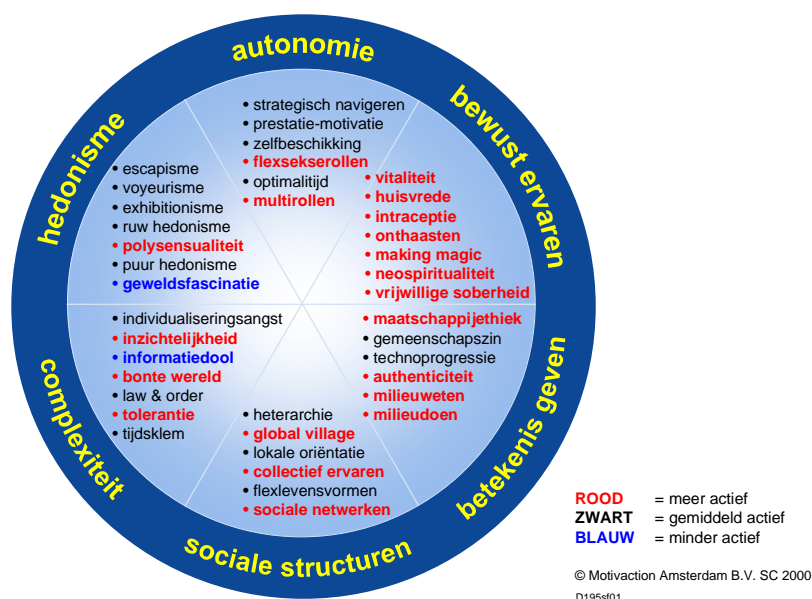 autonomie
• strategisch navigeren
• prestatie-motivatie
• zelfbeschikking
• flexsekserollen
• optimalitijd
• multirollen
bewust ervaren
• vitaliteit
• huisvrede
• intraceptie
• onthaasten
• making magic
• neospiritualiteit
• vrijwillige soberheid
betekenis geven
• maatschappijethiek
• gemeenschapszin
• technoprogressie
• authenticiteit
• milieuweten
• milieudoen
sociale structuren
• heterarchie
• global village
• lokale oriëntatie
• collectief ervaren
• flexlevensvormen
• sociale netwerken
complexiteit
• individualiseringsangst
• inzichtelijkheid
• informatiedool
• bonte wereld
• law & order
• tolerantie
• tijdsklem
hedonisme
• escapisme
• voyeurisme
• exhibitionisme
• ruw hedonisme
• polysensualiteit
• puur hedonisme
• geweldsfascinatie
ROOD = meer actief
ZWART = gemiddeld actief
BLAUW = minder actief
© Motivaction Amsterdam B.V. SC 2000
D195sf01